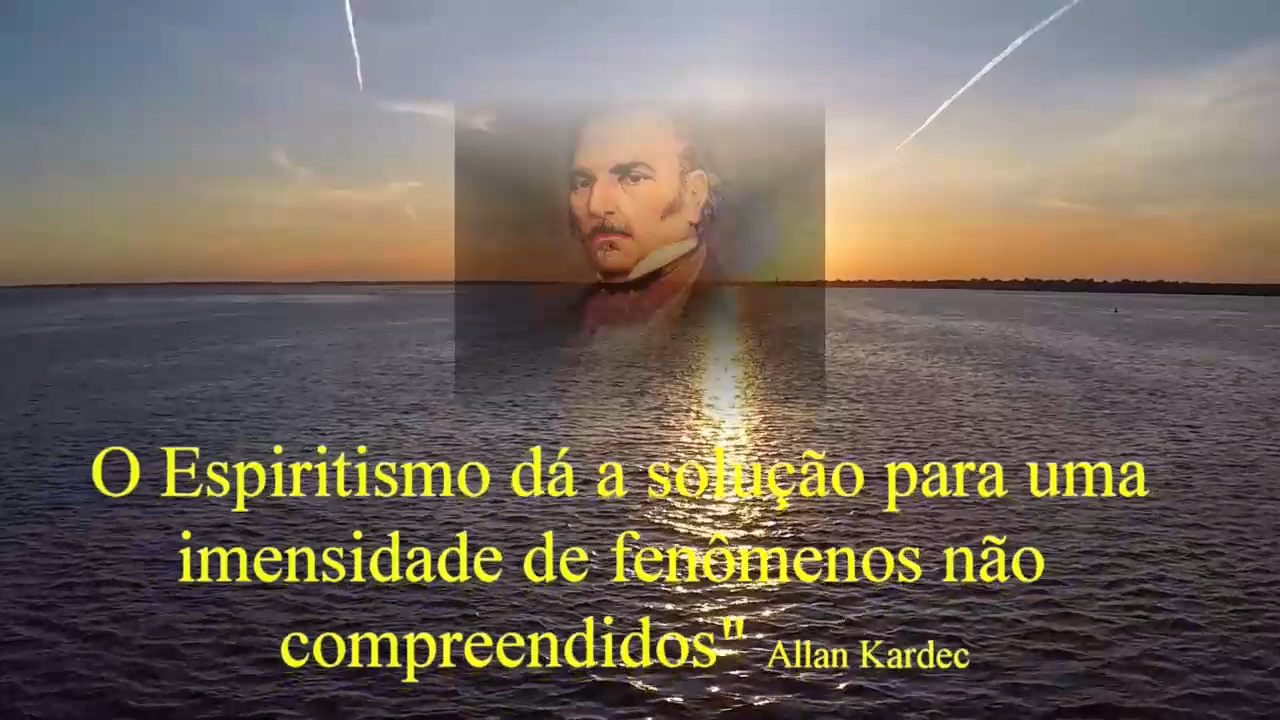 O Espiritismo dá a solução para uma
imensidade de fenômenos não
compreendidos" Allan Kardec